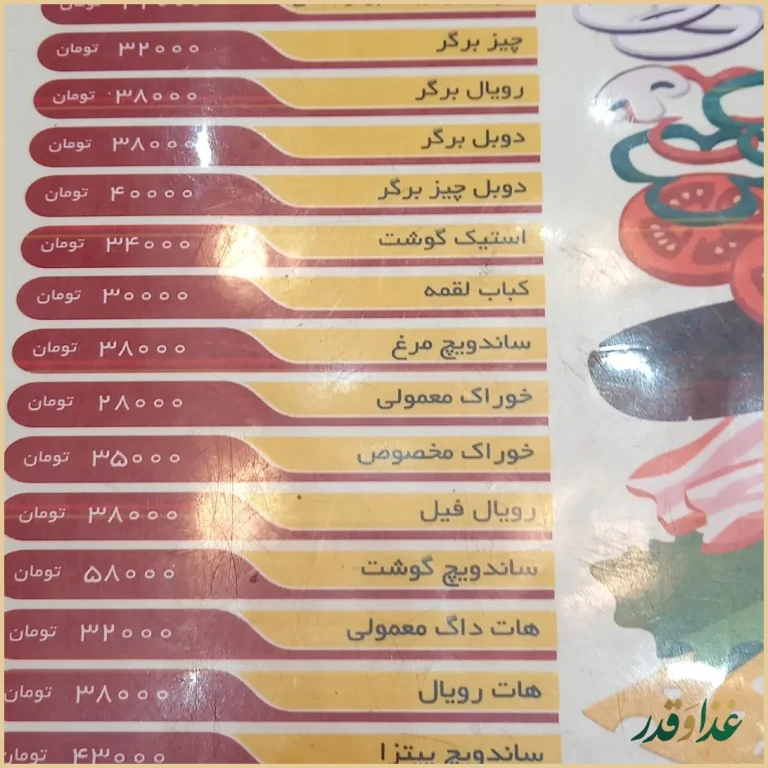 چیز برگر ۳۲۰۰۰ تومان
رویال برگر ۳۸۰۰۰ تومان
دوبل برگر ۳۸۰۰۰ تومان
دوبل چیز برگر ۴۰۰۰۰ تومان
استیک گوشت ۳۴۰۰۰ تومان
کباب لقمه ۳۰۰۰۰ تومان
ساندویچ مرغ ۳۸۰۰۰ تومان
خوراک معمولی ۲۸۰۰۰ تومان
خوراک مخصوص ۳۵۰۰۰ تومان
رویال فیل ۳۸۰۰۰ تومان
ساندویچ گوشت ۵۸۰۰۰ تومان
هات داگ معمولی ۳۲۰۰۰ تومان
هات رویال ۳۸۰۰۰ تومان
ساندویچ پیتزا ۴۳۰۰۰ تومان
غذا و قدر